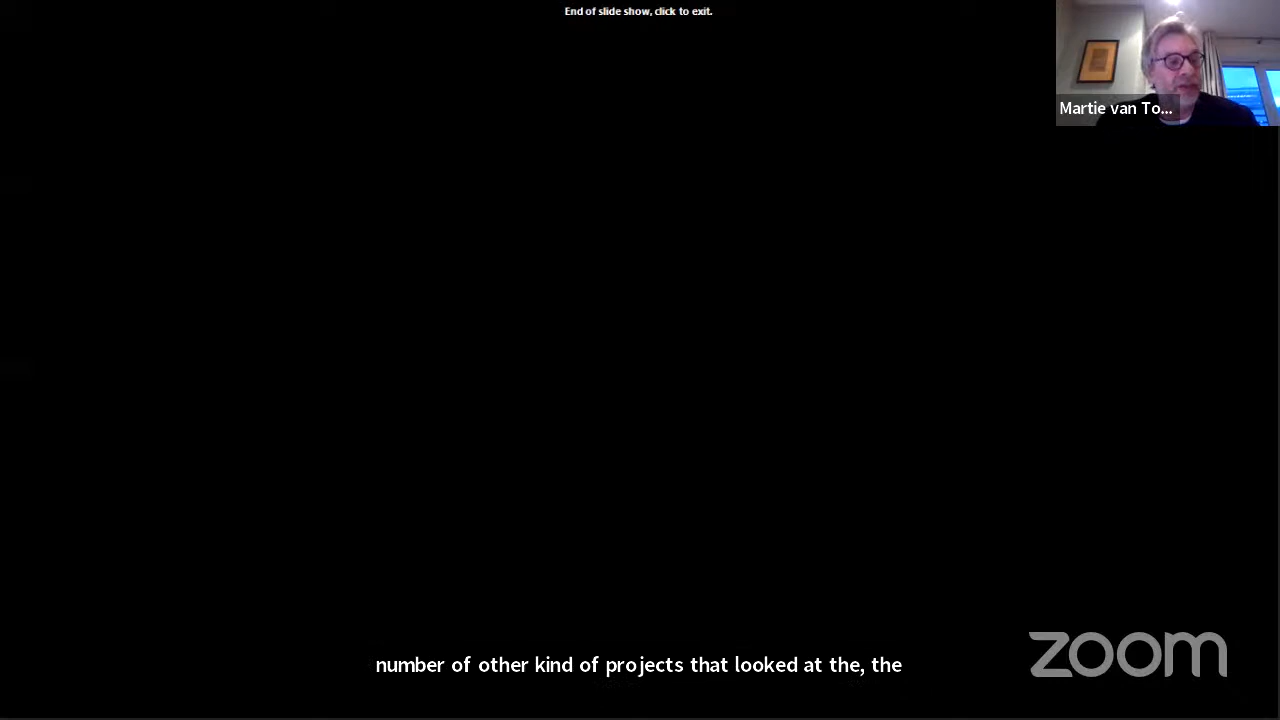 End of slide show, click to exit.
Martie van To...
number of other kind of projects that looked at the, the
zoom